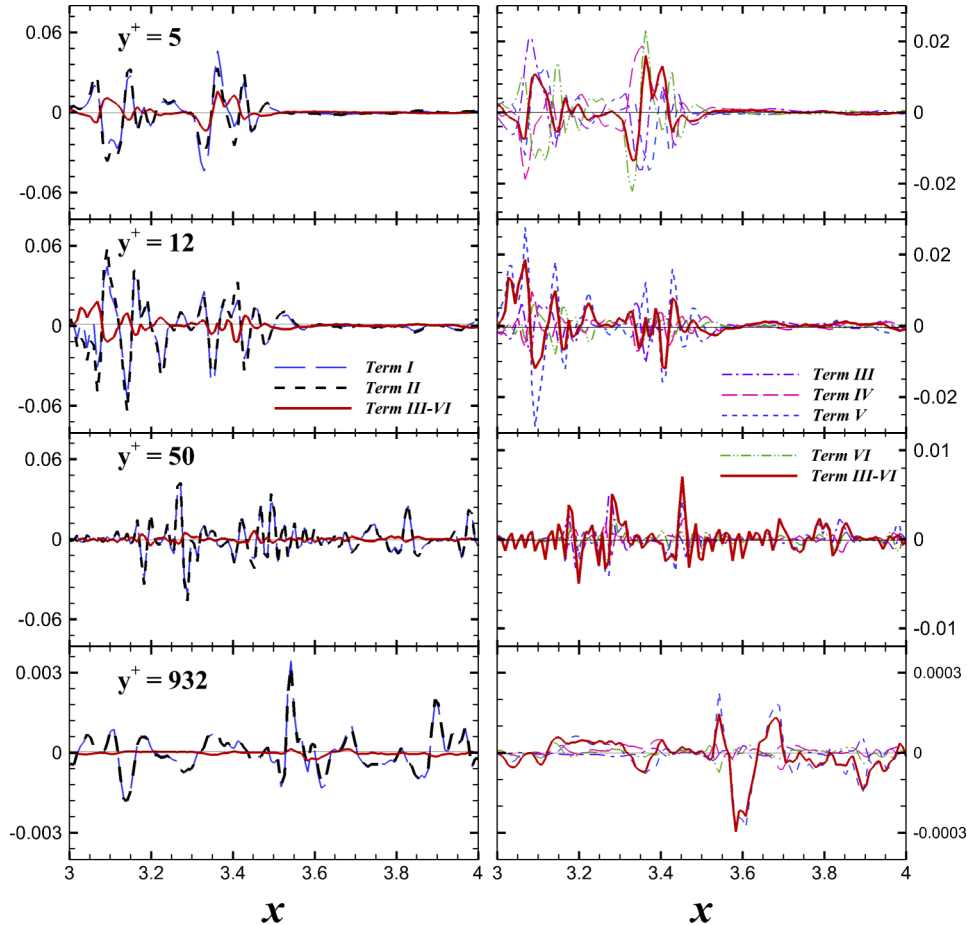 y+ = 5
0.06
0
-0.06
0.02
0
-0.02
y+ = 12
0.06
0
-0.06
Term I
Term II
Term III-VI
0.02
0
-0.02
Term III
Term IV
Term V
y+ = 50
0.06
0
-0.06
Term VI
Term III-VI
0.01
0
-0.01
y+ = 932
0.003
0
-0.003
0.0003
0
-0.0003
3 3.2 3.4 3.6 3.8 4
3 3.2 3.4 3.6 3.8 4
x
x